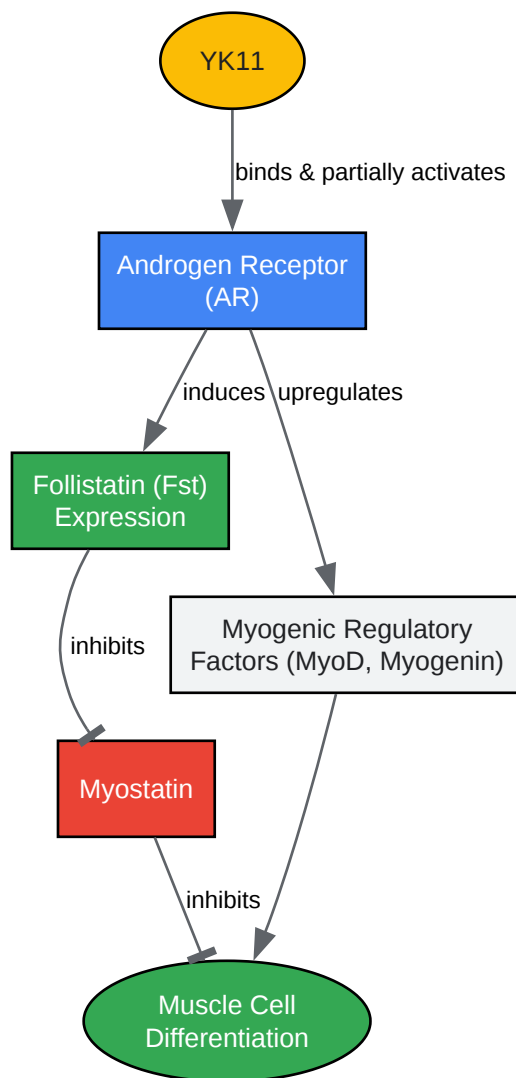 YK11
binds & partially activates
Androgen Receptor
(AR)
induces
upregulates
Follistatin (Fst)
Expression
Myogenic Regulatory
Factors (MyoD, Myogenin)
inhibits
Myostatin
inhibits
Muscle Cell
Differentiation